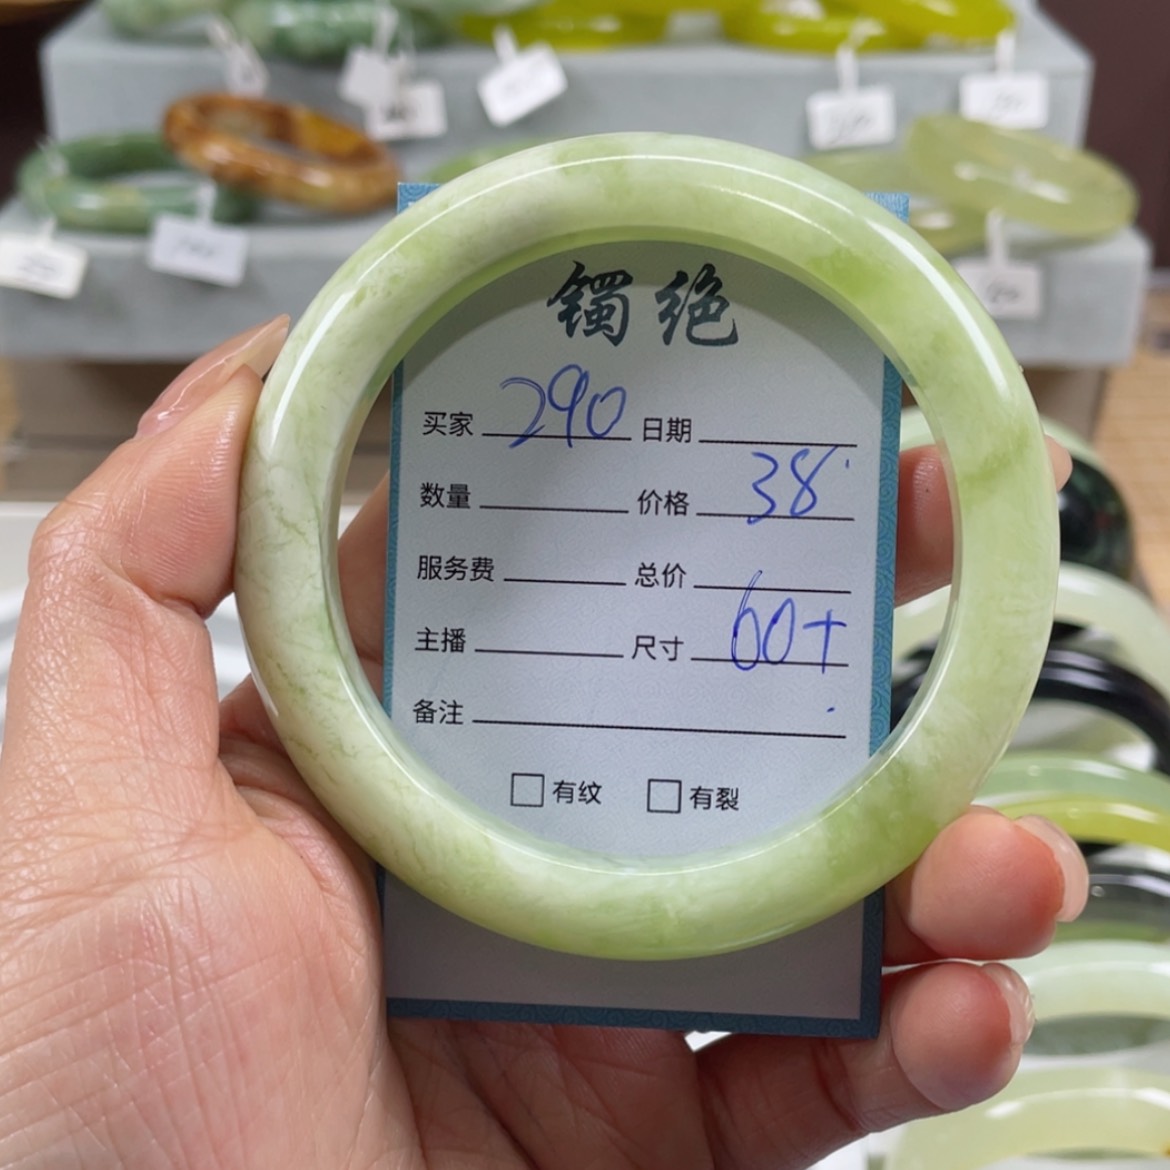 镯绝
买家 290 日期
数量 价格 38
服务费 总价
主播 尺寸 60+
备注
有纹 有裂